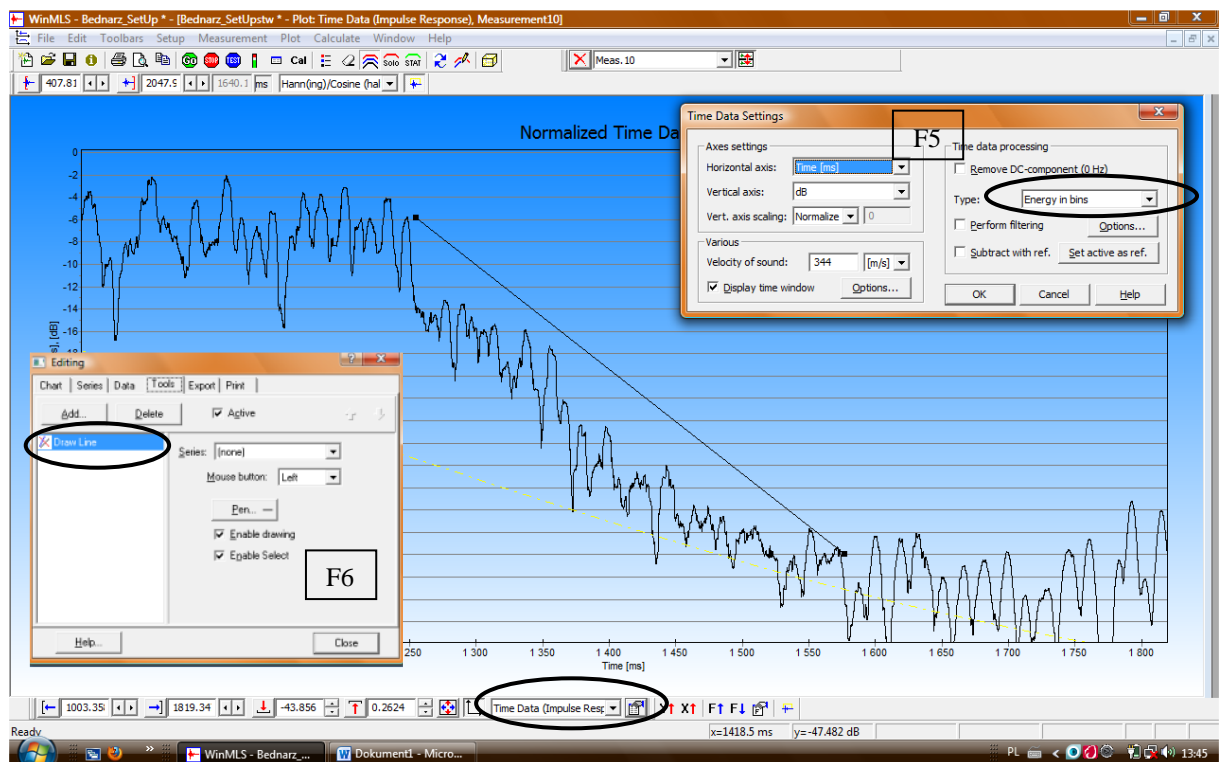 WinMLS - Bednarz_SetUp * - [Bednarz_SetUpstw * - Plot: Time Data (Impulse Response), Measurement10]
File Edit Toolbars Setup Measurement Plot Calculate Window Help
GO STOP TEST Cal Solo STAT Meas.10
407.81 2047.9 1640.1 ms Hann(ing)/Cosine (hal
Normalized Time Da
0
-2
-4
-6
-8
-10
-12
-14
-16
[dB]
Time Data Settings
F5
Axes settings
Horizontal axis: Time [ms]
Vertical axis: dB
Vert. axis scaling: Normalize 0
Various
Velocity of sound: 344 [m/s]
Display time window Options...
Time data processing
Remove DC-component (0 Hz)
Type: Energy in bins
Perform filtering Options...
Subtract with ref. Set active as ref.
OK Cancel Help
Editing
Chart Series Data Tools Export Print
Add... Delete Active
Draw Line
Series: (none)
Mouse button: Left
Pen...
Enable drawing
Enable Select
F6
Help... Close
250 1 300 1 350 1 400 1 450 1 500 1 550 1 600 1 650 1 700 1 750 1 800
Time [ms]
1003.35 1819.34 -43.856 0.2624 Time Data (Impulse Resp X↑ F↑ F↓
Ready x=1418.5 ms y=-47.482 dB
WinMLS - Bednarz_... Dokument1 - Micro... PL 13:45